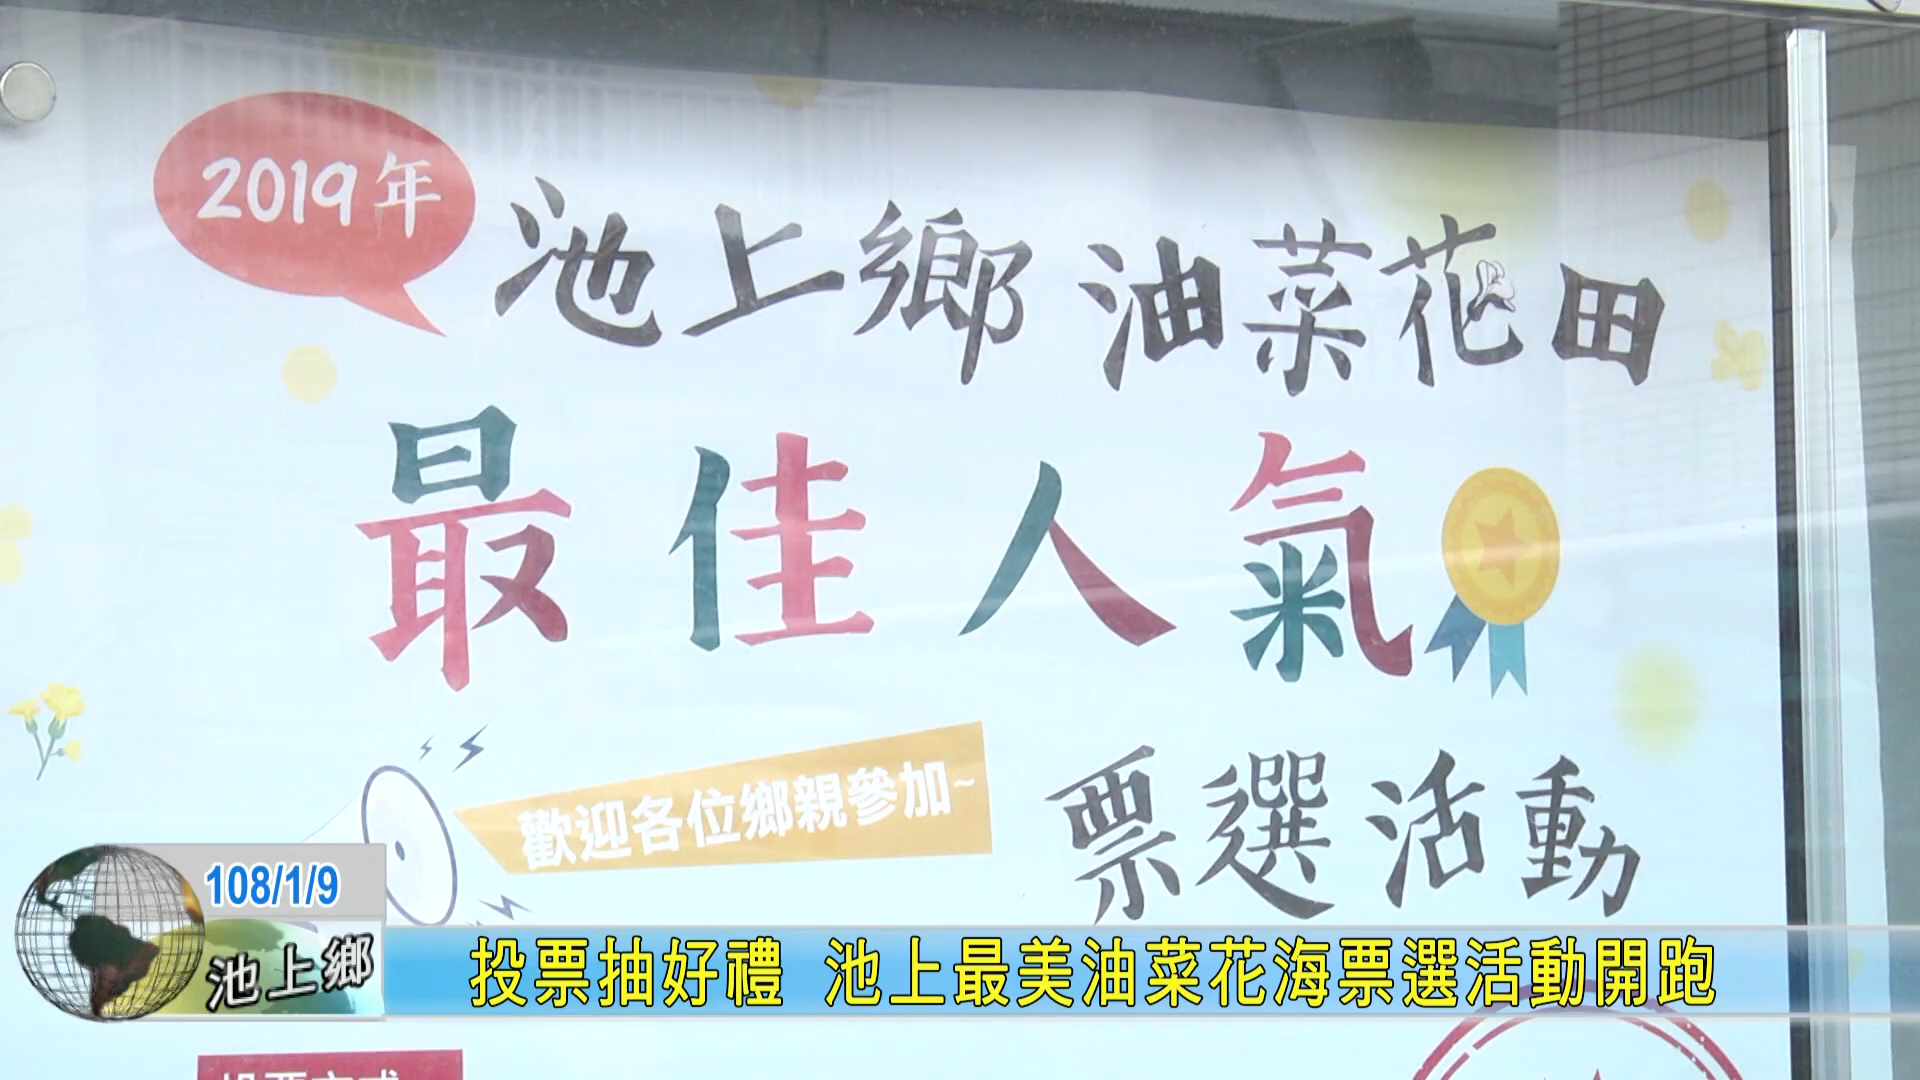 2019年
池上鄉 油菜花田
最佳人氣
歡迎各位鄉親參加~
票選活動
108/1/9
池上鄉
投票抽好禮 池上最美油菜花海票選活動開跑